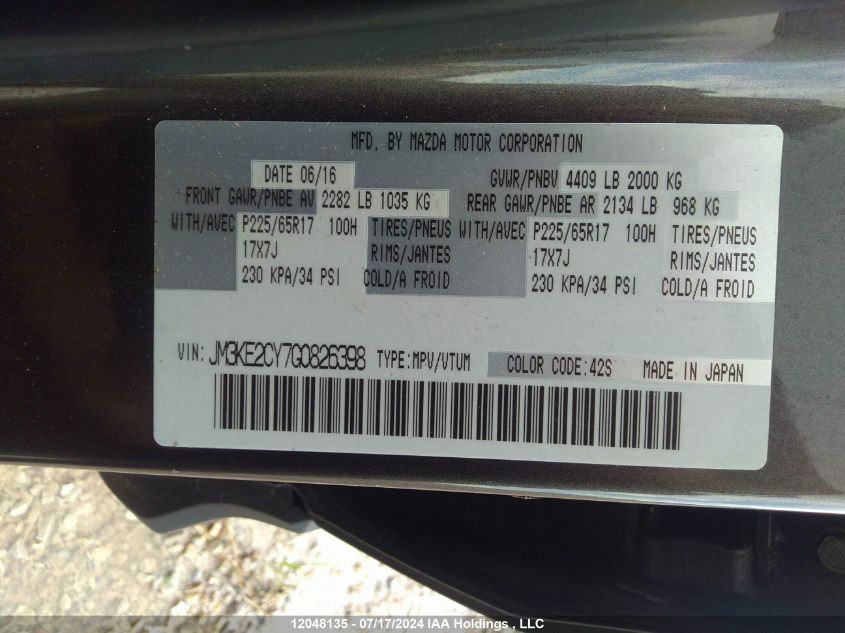 MFD. BY MAZDA MOTOR CORPORATION
DATE 06/16 GVWR/PNBV 4409 LB 2000 KG
FRONT GAWR/PNBE AV 2282 LB 1035 KG REAR GAWR/PNBE AR 2134 LB 968 KG
WITH/AVEC P225/65R17 100H TIRES/PNEUS WITH/AVEC P225/65R17 100H TIRES/PNEUS
17X7J RIMS/JANTES 17X7J RIMS/JANTES
230 KPA/34 PSI COLD/A FROID 230 KPA/34 PSI COLD/A FROID
VIN: JM3KE2CY7G0826398 TYPE:MPV/VTUM COLOR CODE:42S MADE IN JAPAN
12048135 - 07/17/2024 IAA Holdings , LLC